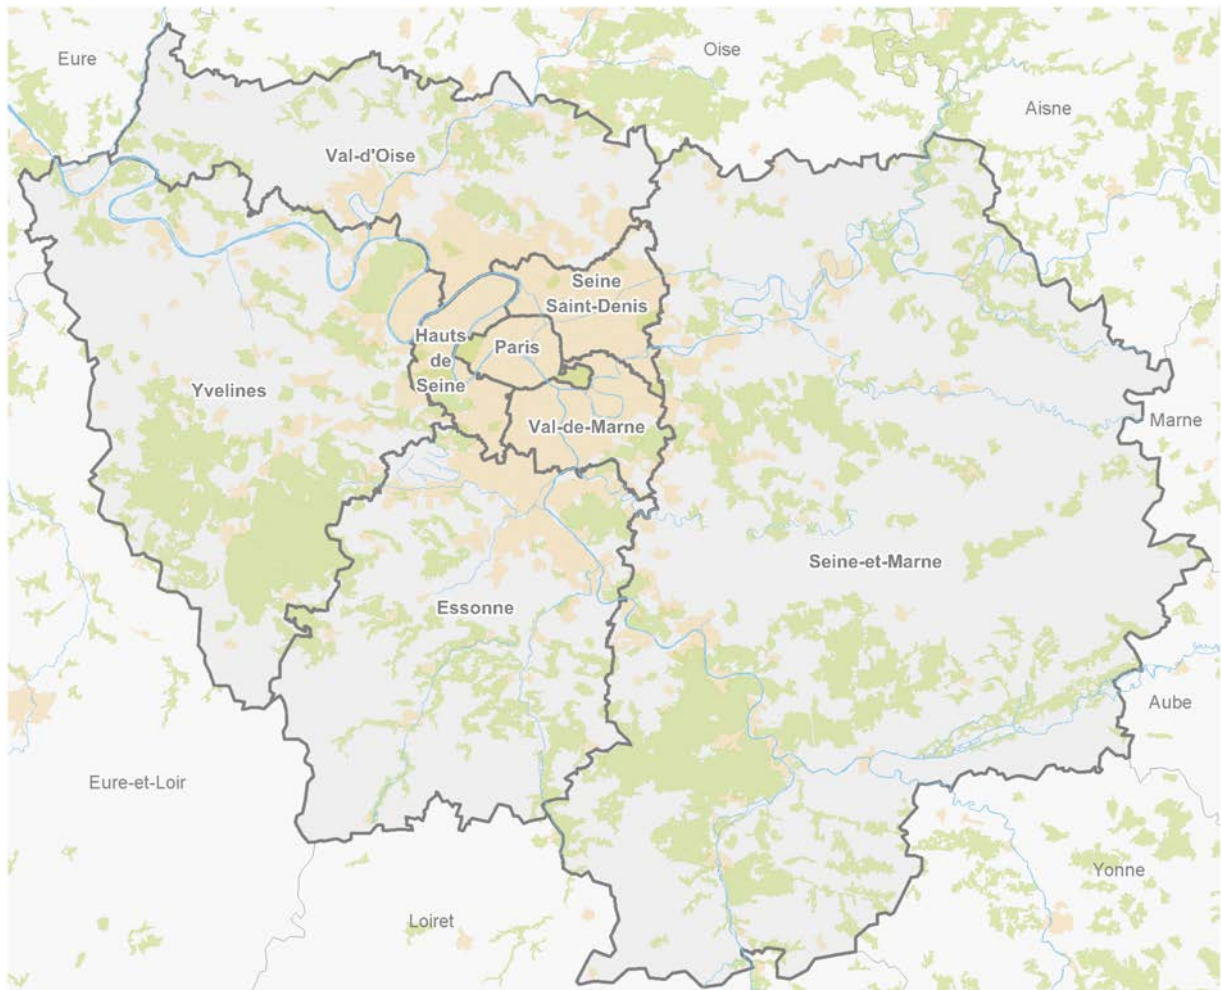 Eure
Oise
Aisne
Val-d'Oise
Seine
Saint-Denis
Hauts
de
Seine
Paris
Yvelines
Val-de-Marne
Marne
Seine-et-Marne
Essonne
Aube
Eure-et-Loir
Yonne
Loiret